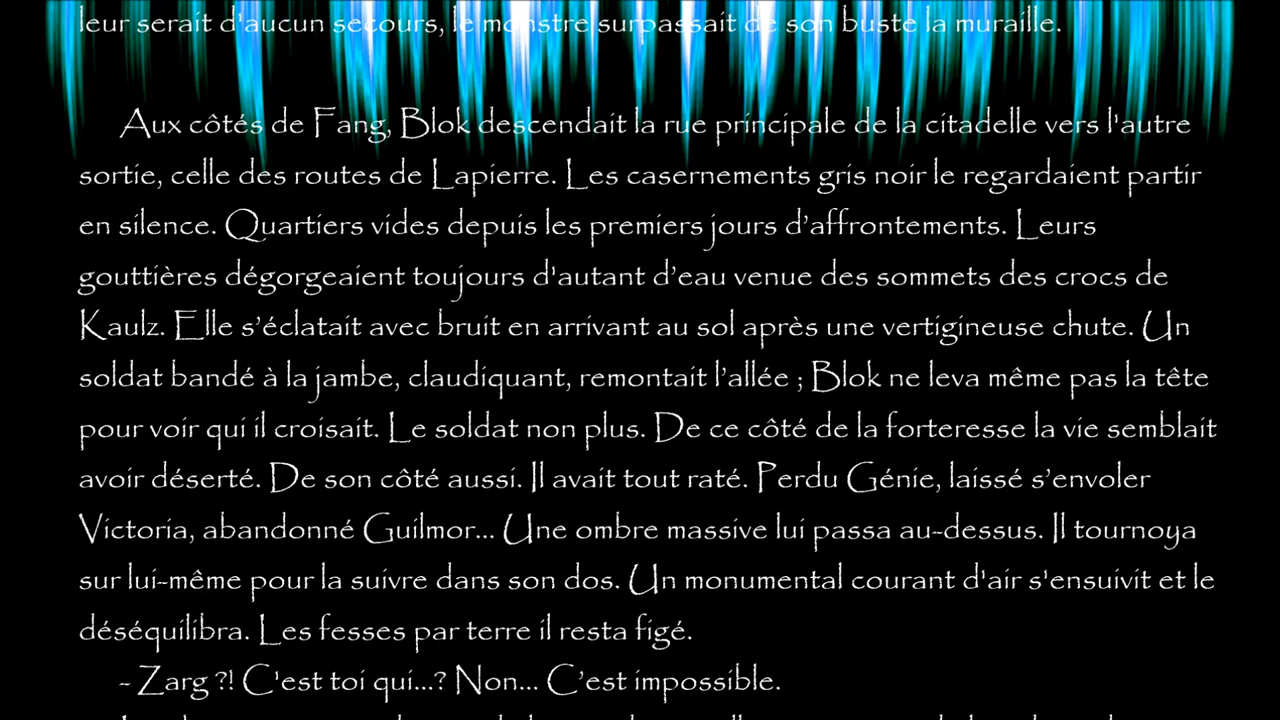 leur serait d'aucun secours, le monstre surpassait de son buste la muraille.
Aux côtés de Fang, Blok descendait la rue principale de la citadelle vers l'autre
sortie, celle des routes de Lapierre. Les casernements gris noir le regardaient partir
en silence. Quartiers vides depuis les premiers jours d’affrontements. Leurs
gouttières dégorgeaient toujours d'autant d’eau venue des sommets des crocs de
Kaulz. Elle s’éclatait avec bruit en arrivant au sol après une vertigineuse chute. Un
soldat bandé à la jambe, claudiquant, remontait l’allée ; Blok ne leva même pas la tête
pour voir qui il croisait. Le soldat non plus. De ce côté de la forteresse la vie semblait
avoir déserté. De son côté aussi. Il avait tout raté. Perdu Génie, laissé s’envoler
Victoria, abandonné Guilmor... Une ombre massive lui passa au-dessus. Il tournoya
sur lui-même pour la suivre dans son dos. Un monumental courant d'air s'ensuivit et le
déséquilibra. Les fesses par terre il resta figé.
- Zarg ?! C'est toi qui...? Non... C’est impossible.